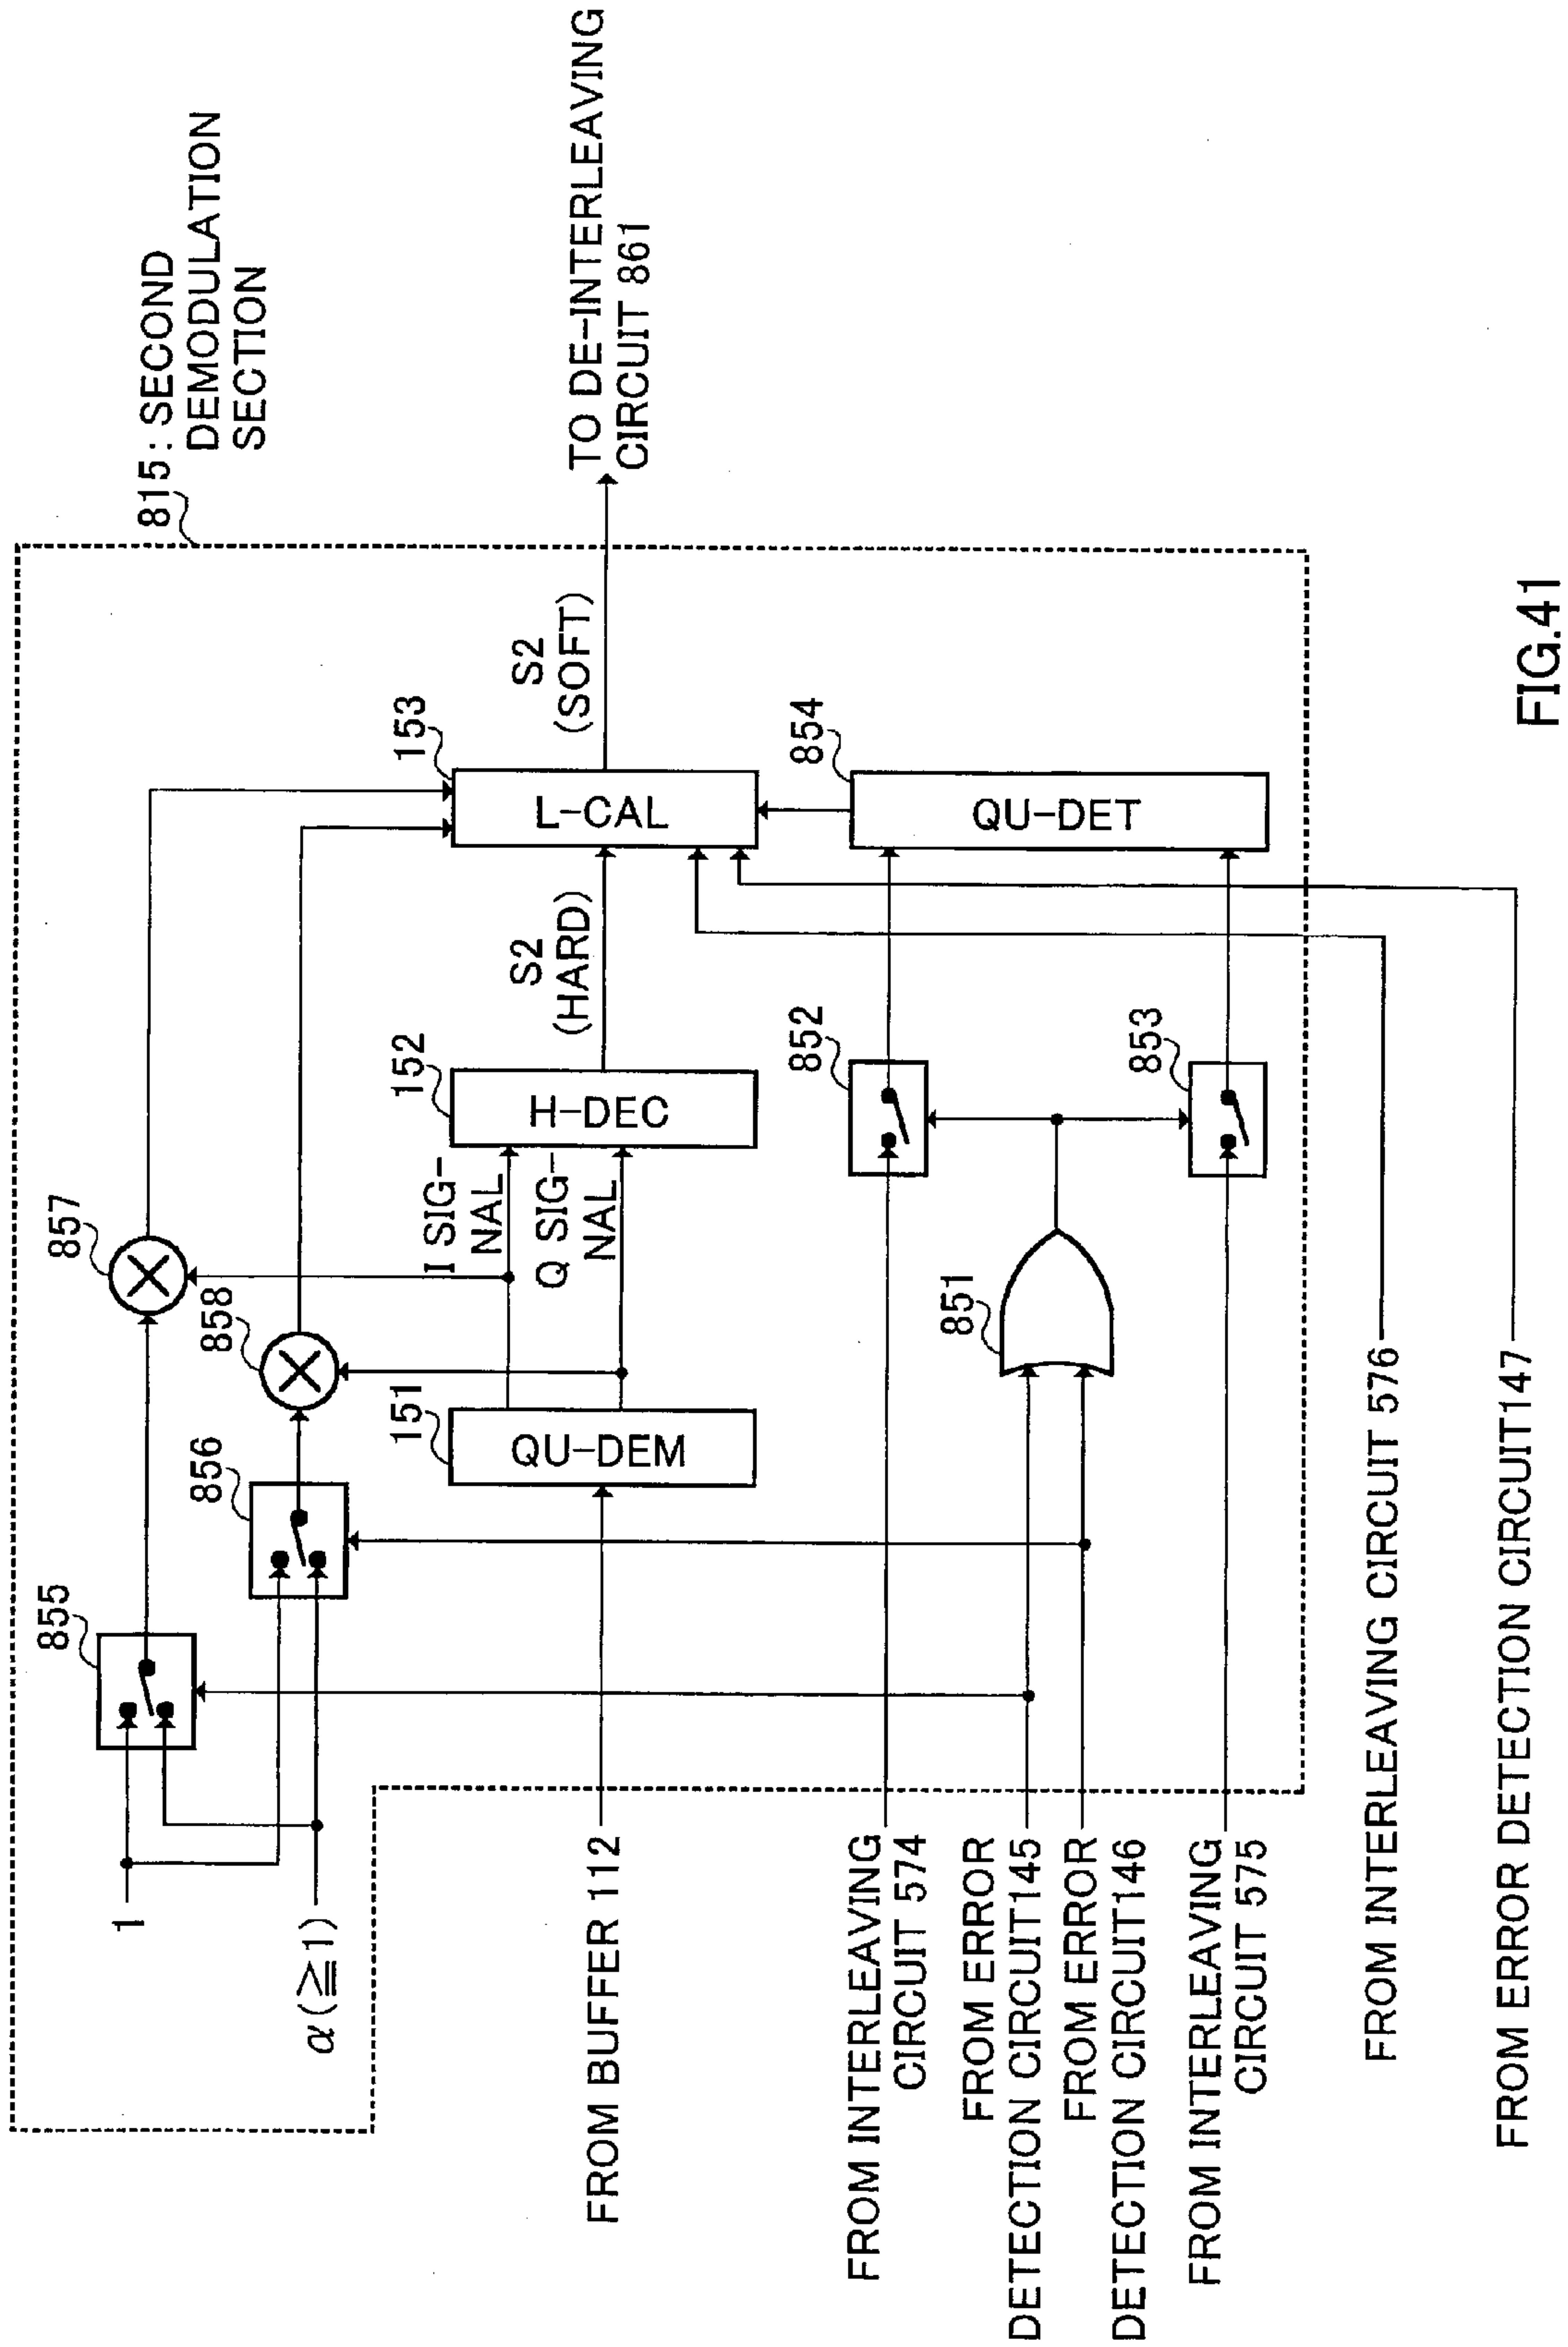 815 : SECOND
DEMODULATION
SECTION
855
857
856
858
1
α (≧1)
151
QU-DEM
I SIG-
NAL
Q SIG-
NAL
152
H-DEC
S2
(HARD)
153
L-CAL
S2
(SOFT)
TO DE-INTERLEAVING
CIRCUIT 861
FROM BUFFER 112
852
854
QU-DET
851
853
FROM INTERLEAVING
CIRCUIT 574
FROM ERROR
DETECTION CIRCUIT145
FROM ERROR
DETECTION CIRCUIT146
FROM INTERLEAVING
CIRCUIT 575
FROM INTERLEAVING CIRCUIT 576
FROM ERROR DETECTION CIRCUIT147
FIG.41